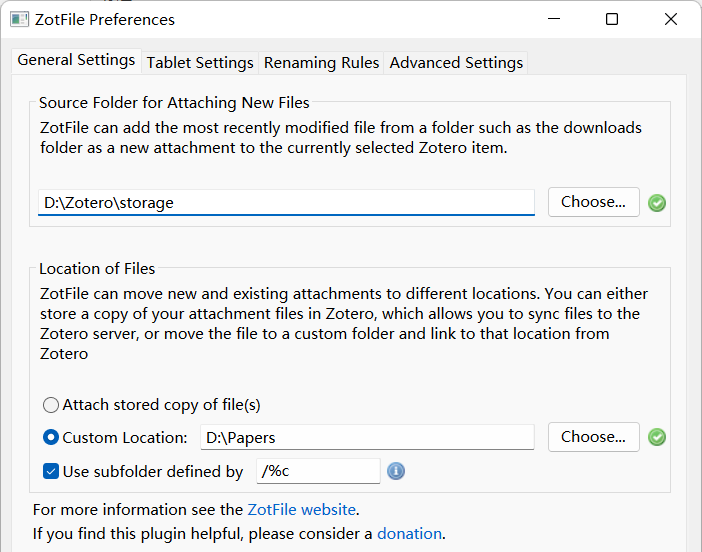 ZotFile Preferences
General Settings Tablet Settings Renaming Rules Advanced Settings
Source Folder for Attaching New Files
ZotFile can add the most recently modified file from a folder such as the downloads
folder as a new attachment to the currently selected Zotero item.
D:\Zotero\storage Choose...
Location of Files
ZotFile can move new and existing attachments to different locations. You can either
store a copy of your attachment files in Zotero, which allows you to sync files to the
Zotero server, or move the file to a custom folder and link to that location from
Zotero
Attach stored copy of file(s)
Custom Location: D:\Papers Choose...
Use subfolder defined by /%c
For more information see the ZotFile website.
If you find this plugin helpful, please consider a donation.